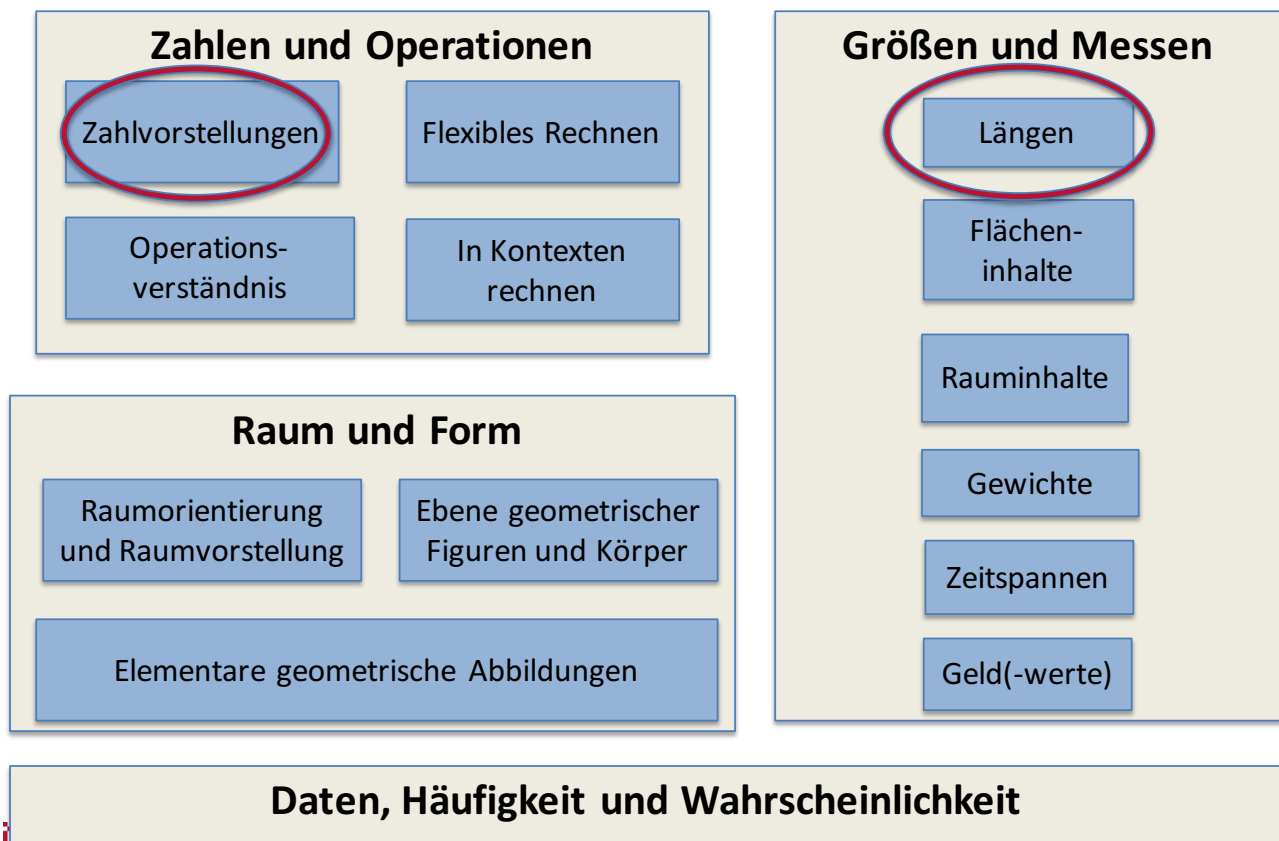 Zahlen und Operationen
Zahlvorstellungen
Flexibles Rechnen
Operations-
verständnis
In Kontexten
rechnen
Größen und Messen
Längen
Flächen-
inhalte
Rauminhalte
Gewichte
Zeitspannen
Geld(-werte)
Raum und Form
Raumorientierung
und Raumvorstellung
Ebene geometrischer
Figuren und Körper
Elementare geometrische Abbildungen
Daten, Häufigkeit und Wahrscheinlichkeit